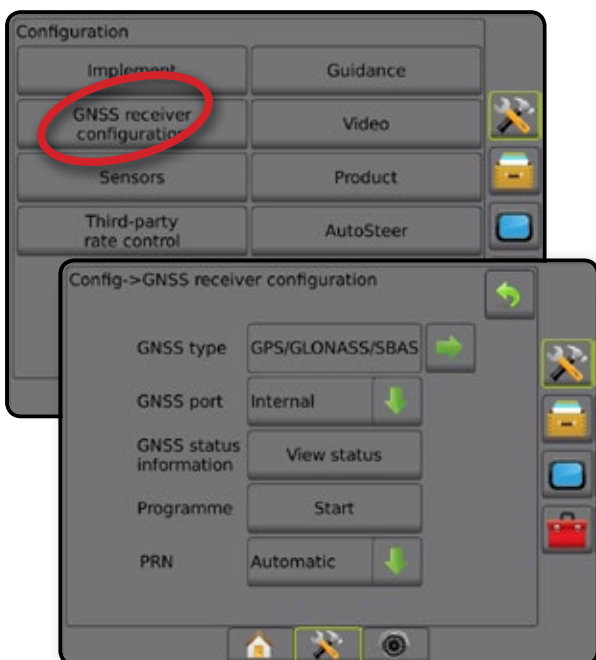 Configuration
Implement Guidance
GNSS receiver
configuration
Video
Sensors Product
Third-party
rate control
AutoSteer
Config->GNSS receiver configuration
GNSS type GPS/GLONASS/SBAS
GNSS port Internal
GNSS status
information
View status
Programme Start
PRN Automatic